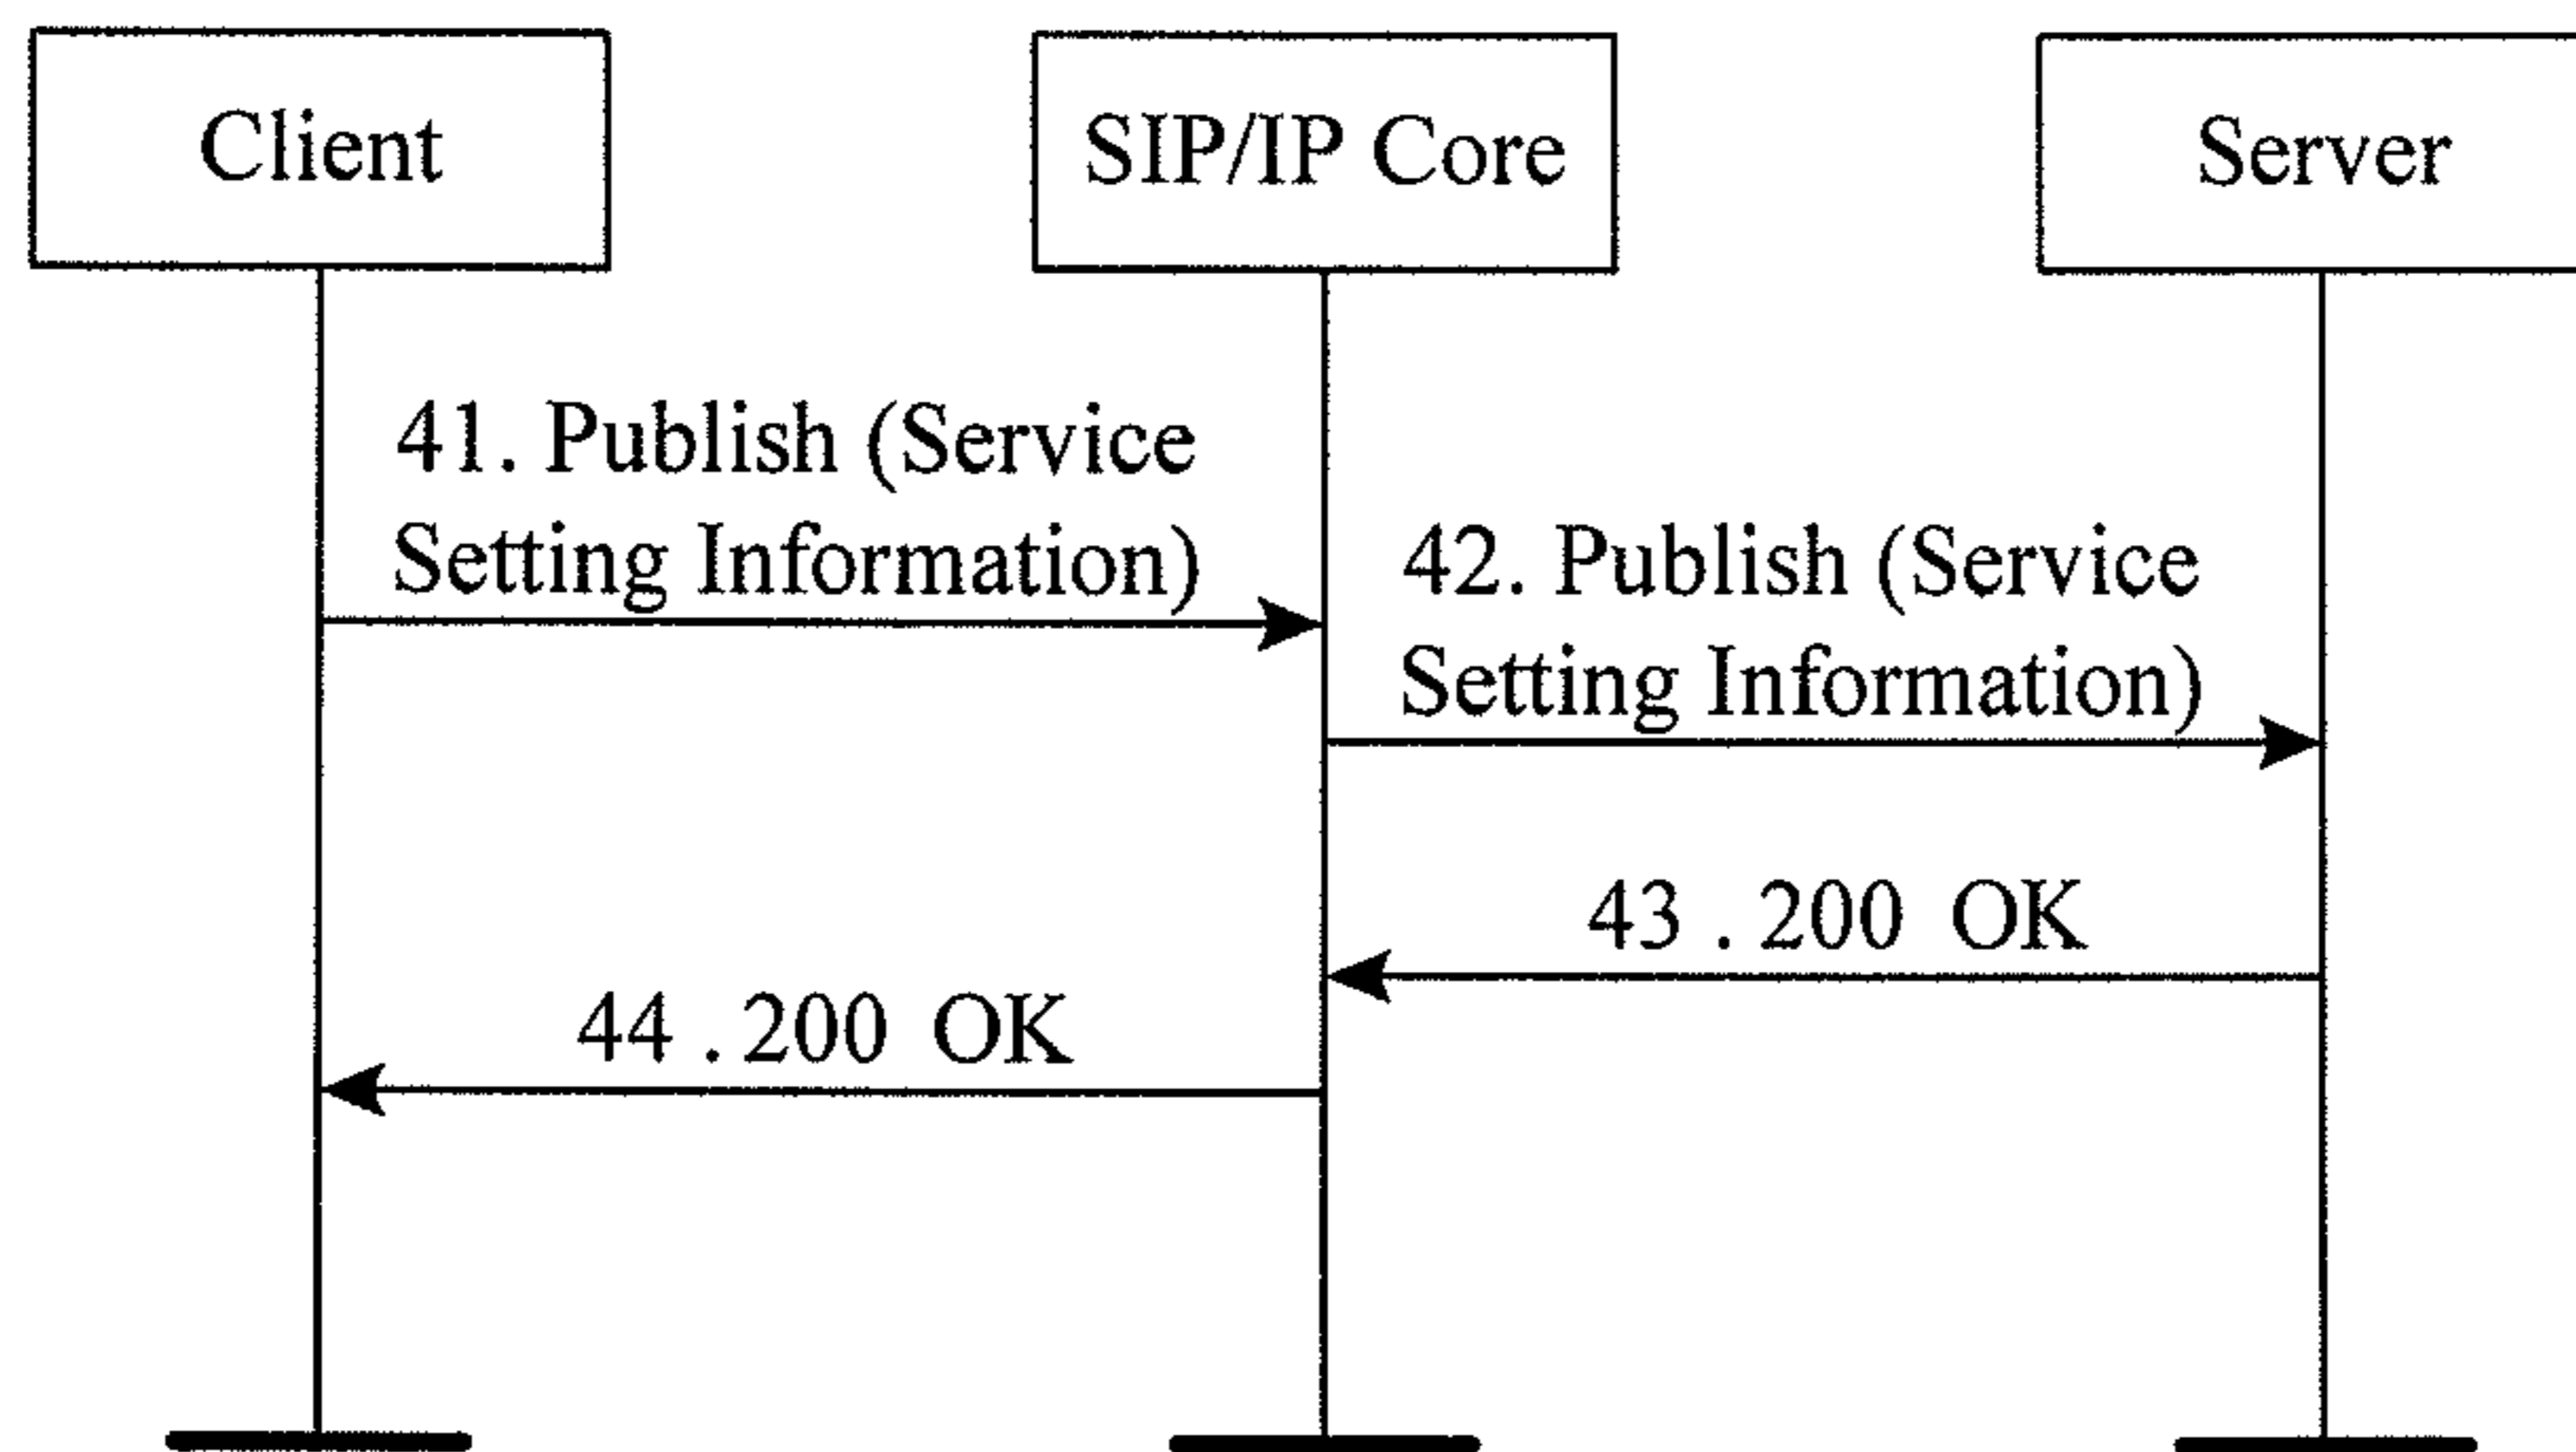 Client
SIP/IP Core
Server
41. Publish (Service
Setting Information)
42. Publish (Service
Setting Information)
43 . 200 OK
44 . 200 OK